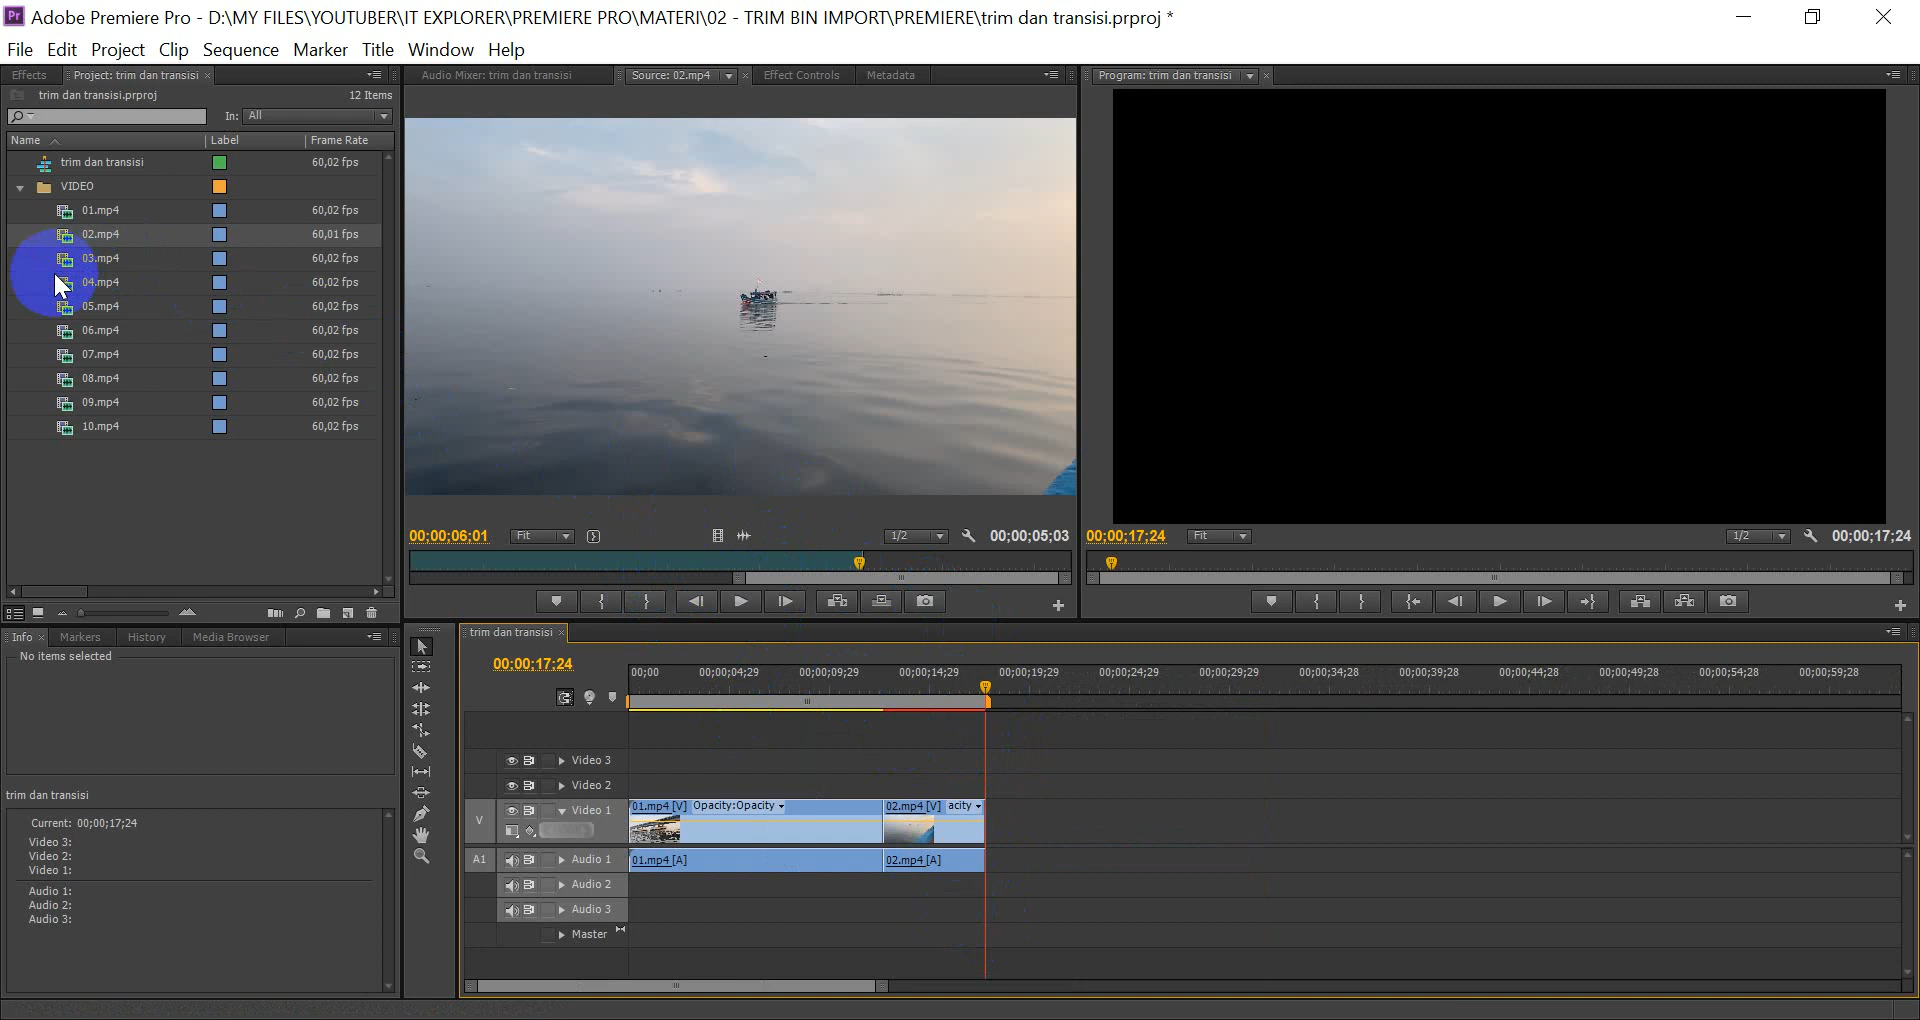 Adobe Premiere Pro - D:\MY FILES\YOUTUBER\IT EXPLORER\PREMIERE PRO\MATERI\02 - TRIM BIN IMPORT\PREMIERE\trim dan transisi.prproj *
File Edit Project Clip Sequence Marker Title Window Help
Effects Project: trim dan transisi
trim dan transisi.prproj 12 Items
In: All
Name Label Frame Rate
trim dan transisi 60,02 fps
VIDEO
01.mp4 60,02 fps
02.mp4 60,01 fps
03.mp4 60,02 fps
04.mp4 60,02 fps
05.mp4 60,02 fps
06.mp4 60,02 fps
07.mp4 60,02 fps
08.mp4 60,02 fps
09.mp4 60,02 fps
10.mp4 60,02 fps
Audio Mixer: trim dan transisi Source: 02.mp4 Effect Controls Metadata
00;00;06;01 Fit 1/2 00;00;05;03
Program: trim dan transisi
00;00;17;24 Fit 1/2 00;00;17;24
Info Markers History Media Browser
No items selected
trim dan transisi
Current: 00;00;17;24
Video 3:
Video 2:
Video 1:
Audio 1:
Audio 2:
Audio 3:
trim dan transisi
00;00;17;24
00;00 00;00;04;29 00;00;09;29 00;00;14;29 00;00;19;29 00;00;24;29 00;00;29;29 00;00;34;28 00;00;39;28 00;00;44;28 00;00;49;28 00;00;54;28 00;00;59;28
Video 3
Video 2
V Video 1 01.mp4 [V] Opacity:Opacity 02.mp4 [V] acity
A1 Audio 1 01.mp4 [A] 02.mp4 [A]
Audio 2
Audio 3
Master